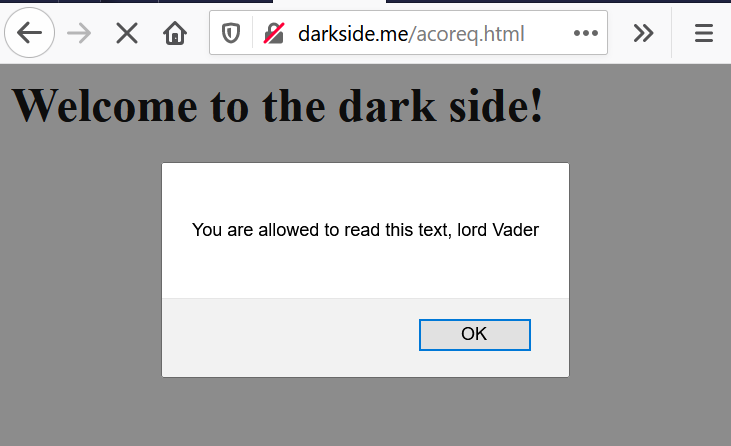 darkside.me/acoreq.html
Welcome to the dark side!
You are allowed to read this text, lord Vader
OK